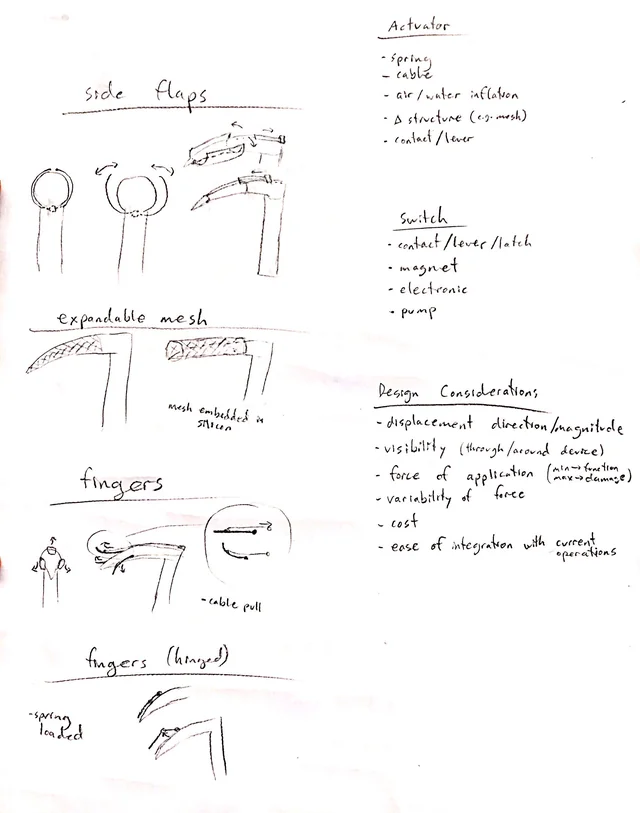 side flaps
expandable mesh
mesh embedded in
silicon
fingers
- cable pull
fingers (hinged)
- spring
loaded
Actuator
- spring
- cable
- air/water inflation
- Δ structure (e.g. mesh)
- contact/lever
Switch
- contact/lever/latch
- magnet
- electronic
- pump
Design Considerations
- displacement direction/magnitude
- visibility (through/around device)
- force of application (min→function
max→damage)
- variability of force
- cost
- ease of integration with current
operations